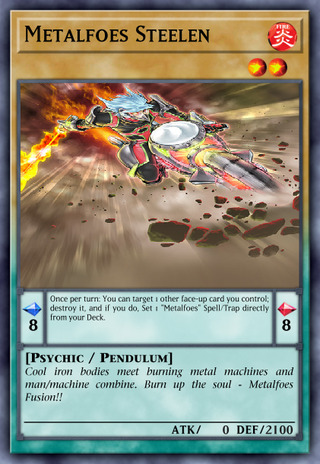 Metalfoes Steelen
FIRE
炎
Once per turn: You can target 1 other face-up card you control;
destroy it, and if you do, Set 1 "Metalfoes" Spell/Trap directly
from your Deck.
8
8
[Psychic / Pendulum]
Cool iron bodies meet burning metal machines and
man/machine combine. Burn up the soul - Metalfoes
Fusion!!
ATK/ 0 DEF/2100